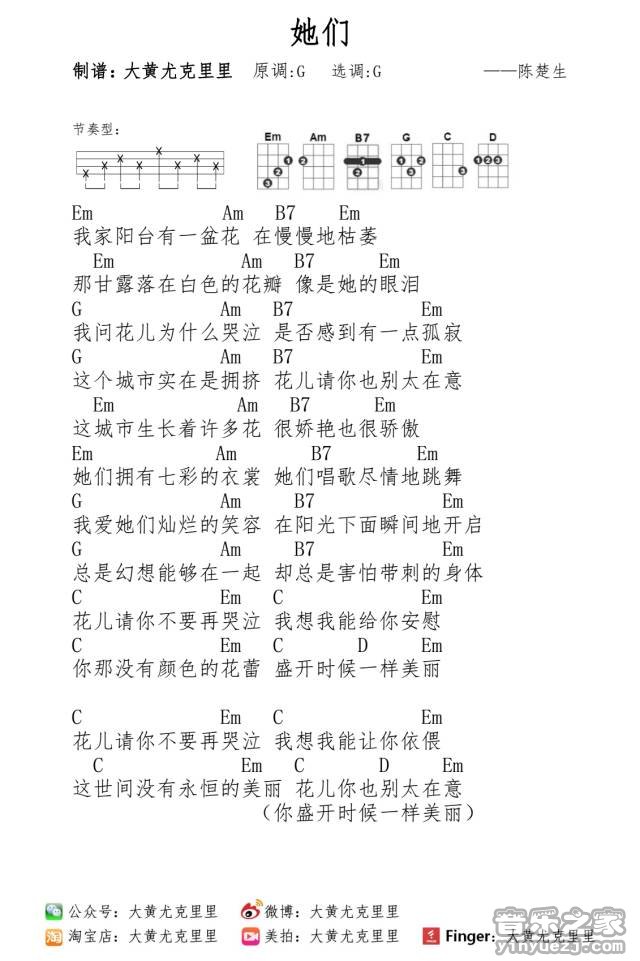 她们
制谱：大黄尤克里里 原调:G 选调:G ——陈楚生
节奏型：
Em Am B7 G C D
Em Am B7 Em
我家阳台有一盆花 在慢慢地枯萎
Em Am B7 Em
那甘露落在白色的花瓣 像是她的眼泪
G Am B7 Em
我问花儿为什么哭泣 是否感到有一点孤寂
G Am B7 Em
这个城市实在是拥挤 花儿请你也别太在意
Em Am B7 Em
这城市生长着许多花 很娇艳也很骄傲
Em Am B7 Em
她们拥有七彩的衣裳 她们唱歌尽情地跳舞
G Am B7 Em
我爱她们灿烂的笑容 在阳光下面瞬间地开启
G Am B7 Em
总是幻想能够在一起 却总是害怕带刺的身体
C Em C Em
花儿请你不要再哭泣 我想我能给你安慰
C Em C D Em
你那没有颜色的花蕾 盛开时候一样美丽
C Em C Em
花儿请你不要再哭泣 我想我能让你依偎
C Em C D Em
这世间没有永恒的美丽 花儿你也别太在意
（你盛开时候一样美丽）
公众号：大黄尤克里里 微博：大黄尤克里里
淘宝店：大黄尤克里里 美拍：大黄尤克里里 Finger：大黄尤克里里
音乐之家
yinyuezj.com